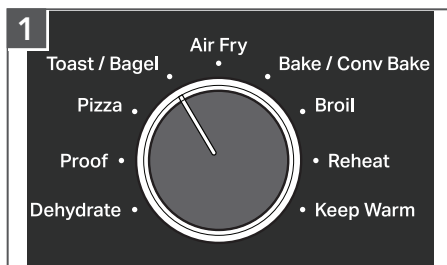 1
Air Fry
Toast / Bagel
Bake / Conv Bake
Pizza
Broil
Proof
Reheat
Dehydrate
Keep Warm